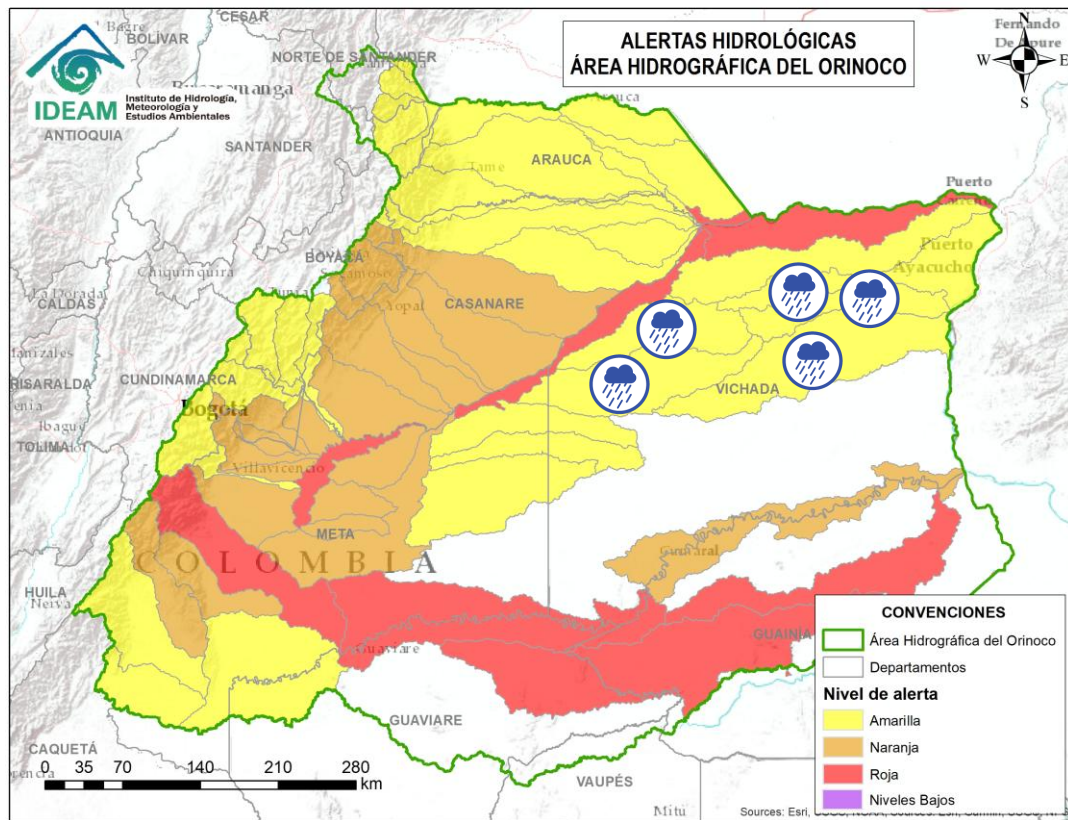 ALERTAS HIDROLÓGICAS
ÁREA HIDROGRÁFICA DEL ORINOCO
N
W
E
S
IDEAM
Instituto de Hidrología,
Meteorología y
Estudios Ambientales
CESAR
BOLÍVAR
NORTE DE SANTANDER
Fernando
ANTIOQUIA
SANTANDER
ARAUCA
Tame
Puerto
Puerto
Ayacucho
BOYACÁ
Chiquinquira
CALDAS
Yopal
CASANARE
RISARALDA
CUNDINAMARCA
VICHADA
Bogotá
TOLIMA
Villavicencio
META
COLOMBIA
HUILA
Neiva
GUAINÍA
GUAVIARE
CAQUETÁ
VAUPÉS
Mitú
0 35 70 140 210 280
km
CONVENCIONES
Área Hidrográfica del Orinoco
Departamentos
Nivel de alerta
Amarilla
Naranja
Roja
Niveles Bajos
Sources: Esri,